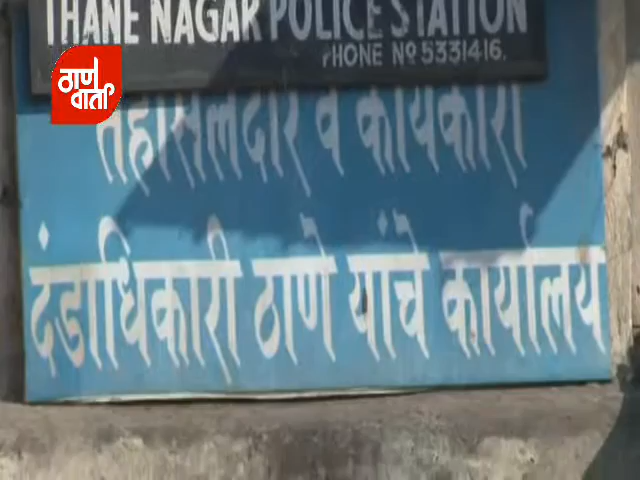 THANE NAGAR POLICE STATION
PHONE Nº 5331416.
ठाणे
वार्ता
तहसिलदार व कार्यकारी
दंडाधिकारी ठाणे यांचे कार्यालय